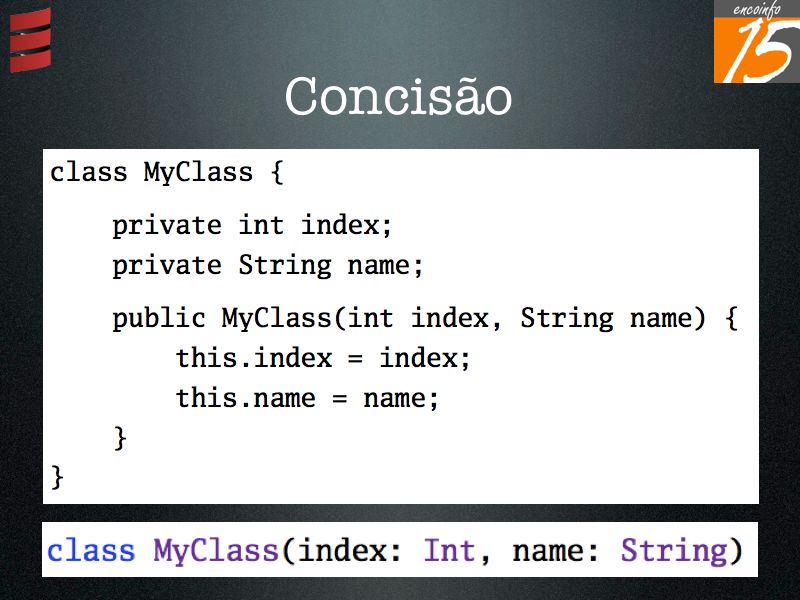 encoinfo
15
Concisão
class MyClass {
private int index;
private String name;
public MyClass(int index, String name) {
this.index = index;
this.name = name;
}
}
class MyClass(index: Int, name: String)